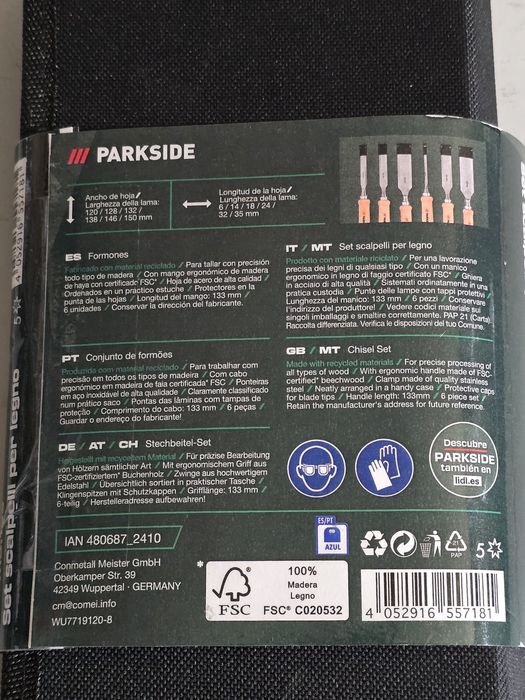 PARKSIDE
Ancho de hoja/
Larghezza della lama:
120 / 128 / 132/
138 / 146 / 150 mm
Longitud de la hoja/
Lunghezza della lama:
6 / 14 / 18 / 24 /
32 / 35 mm
ES Formones
Fabricado con material reciclado / Para tallar con precisión
todo tipo de madera / Con mango ergonómico de madera
de haya con certificado* FSC® / Hoja de acero de alta calidad
Ordenados en un práctico estuche / Protectores en la
punta de las hojas / Longitud del mango: 133 mm /
6 unidades / Conservar la dirección del fabricante.
IT / MT Set scalpelli per legno
Prodotto con materiale riciclato / Per una lavorazione
precisa dei legni di qualsiasi tipo / Con un manico
ergonomico in legno di faggio certificato FSC® / Ghiera
in acciaio di alta qualità / Sistemati ordinatamente in una
pratica custodia / Punte delle lame con tappi protettivi /
Lunghezza del manico: 133 mm / 6 pezzi / Conservare
l'indirizzo del produttore! / Vedere codici materiale sui
singoli imballaggi e smaltire correttamente. PAP 21 (Carta)
Raccolta differenziata. Verifica le disposizioni del tuo Comune.
PT Conjunto de formões
Produzida com material reciclado / Para trabalhar com
precisão em todos os tipos de madeira / Com cabo
ergonómico em madeira de faia certificada* FSC / Ponteiras
em aço inoxidável de alta qualidade / Claramente classificado
num prático saco / Pontas das lâminas com tampas de
proteção / Comprimento do cabo: 133 mm / 6 peças /
Guardar o endereço do fabricante!
GB / MT Chisel Set
Made with recycled materials / For precise processing of
all types of wood / With ergonomic handle made of FSC-
certified* beechwood / Clamp made of quality stainless
steel / Neatly arranged in a handy case / Protective caps
for blade tips / Handle length: 133mm / 6 piece set /
Retain the manufacturer's address for future reference.
DE / AT / CH Stechbeitel-Set
Hergestellt mit recyceltem Material / Für präzise Bearbeitung
von Hölzern sämtlicher Art / Mit ergonomischem Griff aus
FSC-zertifiziertem* Buchenholz / Zwinge aus hochwertigem
Edelstahl / Übersichtlich sortiert in praktischer Tasche /
Klingenspitzen mit Schutzkappen / Grifflänge: 133 mm /
6-teilig / Herstelleradresse aufbewahren!
Descubre
PARKSIDE
también en
lidl.es
IAN 480687_2410
ES/PT
AZUL
21
PAP
5
Conmetall Meister GmbH
Oberkamper Str. 39
42349 Wuppertal · GERMANY
cm@comei.info
WU7719120-8
*
FSC
100%
Madera
Legno
FSC® C020532
4 052916 557181
Set scalpelli per legno
4 052916 557181
5